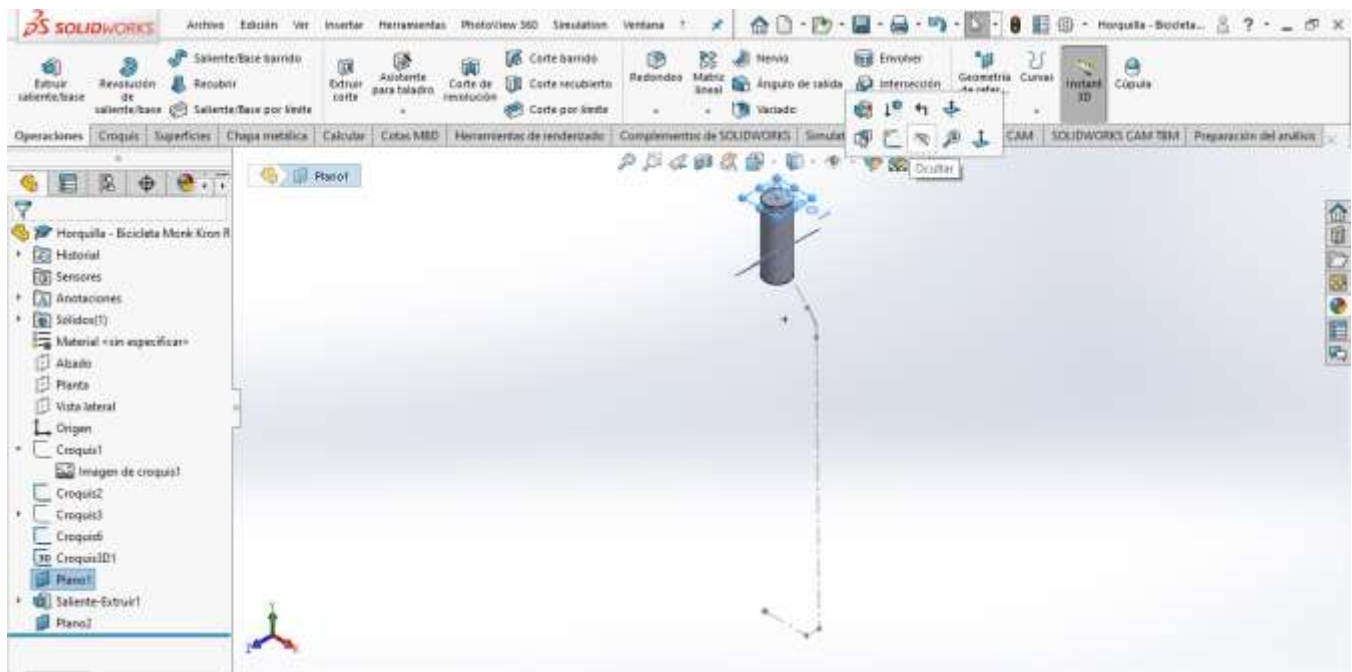 SOLIDWORKS Archivo Edición Ver Insertar Herramientas PhotoView 360 Simulation Ventana ? Horquilla - Bicicleta... ?
Extruir saliente/base
Revolución de saliente/base
Saliente/Base barrido
Recubrir
Saliente/Base por límite
Extruir corte
Asistente para taladro
Corte de revolución
Corte barrido
Corte recubierto
Corte por límite
Redondeo
Matriz lineal
Nervio
Ángulo de salida
Vaciado
Envolver
Intersección
Geometría de refer...
Curvas
Instant 3D
Cúpula
Operaciones Croquis Superficies Chapa metálica Calcular Cotas MBD Herramientas de renderizado Complementos de SOLIDWORKS Simulat CAM SOLIDWORKS CAM TBM Preparación del análisis
Ocultar
Plano1
Horquilla - Bicicleta Monk Kron R
Historial
Sensores
Anotaciones
Sólidos(1)
Material <sin especificar>
Alzado
Planta
Vista lateral
Origen
Croquis1
Imagen de croquis1
Croquis2
Croquis3
Croquis6
3D Croquis3D1
Plano1
Saliente-Extruir1
Plano2
Y